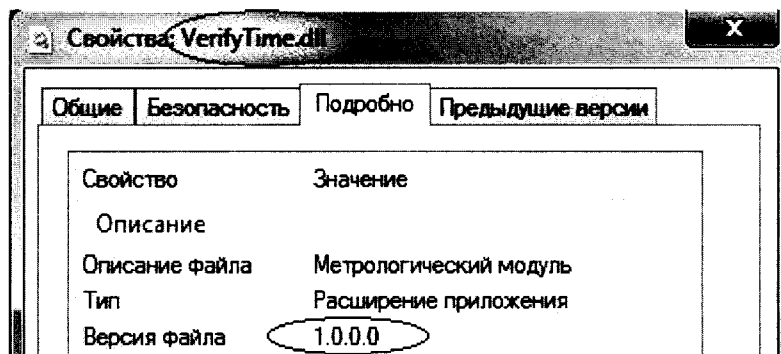 Свойства: VerifyTime.dll
Общие Безопасность Подробно Предыдущие версии
Свойство Значение
Описание
Описание файла Метрологический модуль
Тип Расширение приложения
Версия файла 1.0.0.0